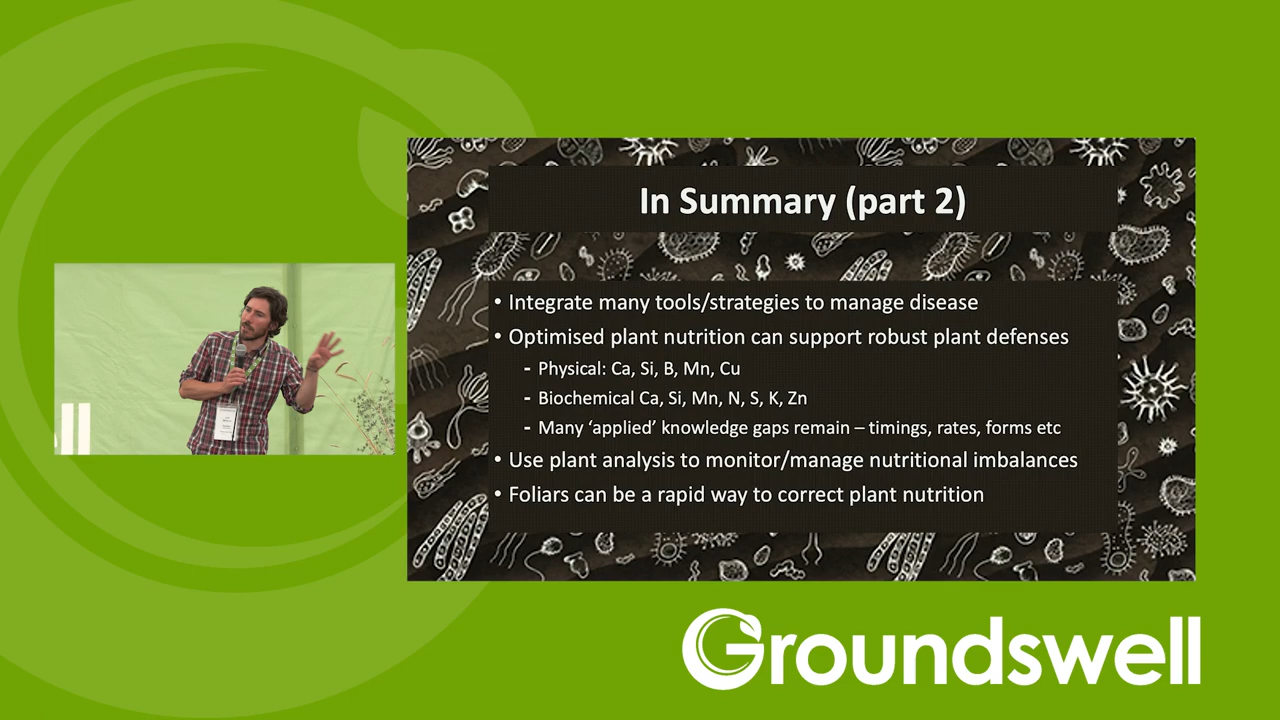 In Summary (part 2)
• Integrate many tools/strategies to manage disease
• Optimised plant nutrition can support robust plant defenses
- Physical: Ca, Si, B, Mn, Cu
- Biochemical Ca, Si, Mn, N, S, K, Zn
- Many ‘applied’ knowledge gaps remain – timings, rates, forms etc
• Use plant analysis to monitor/manage nutritional imbalances
• Foliars can be a rapid way to correct plant nutrition
Groundswell